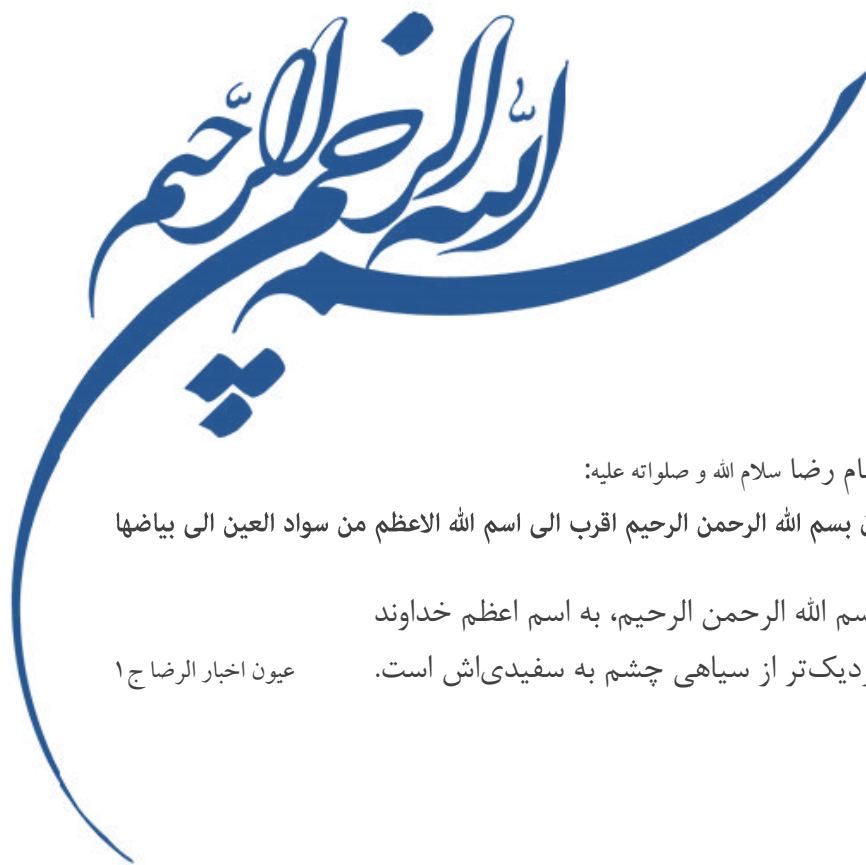 بسم الله الرحمن الرحیم
رضا سلام الله و صلواته علیه:
بسم الله الرحمن الرحیم اقرب الی اسم الله الاعظم من سواد العین الی بیاضها
الله الرحمن الرحیم، به اسم اعظم خداوند
از سیاهی چشم به سفیدی‌اش است.
عیون اخبار الرضا ج۱